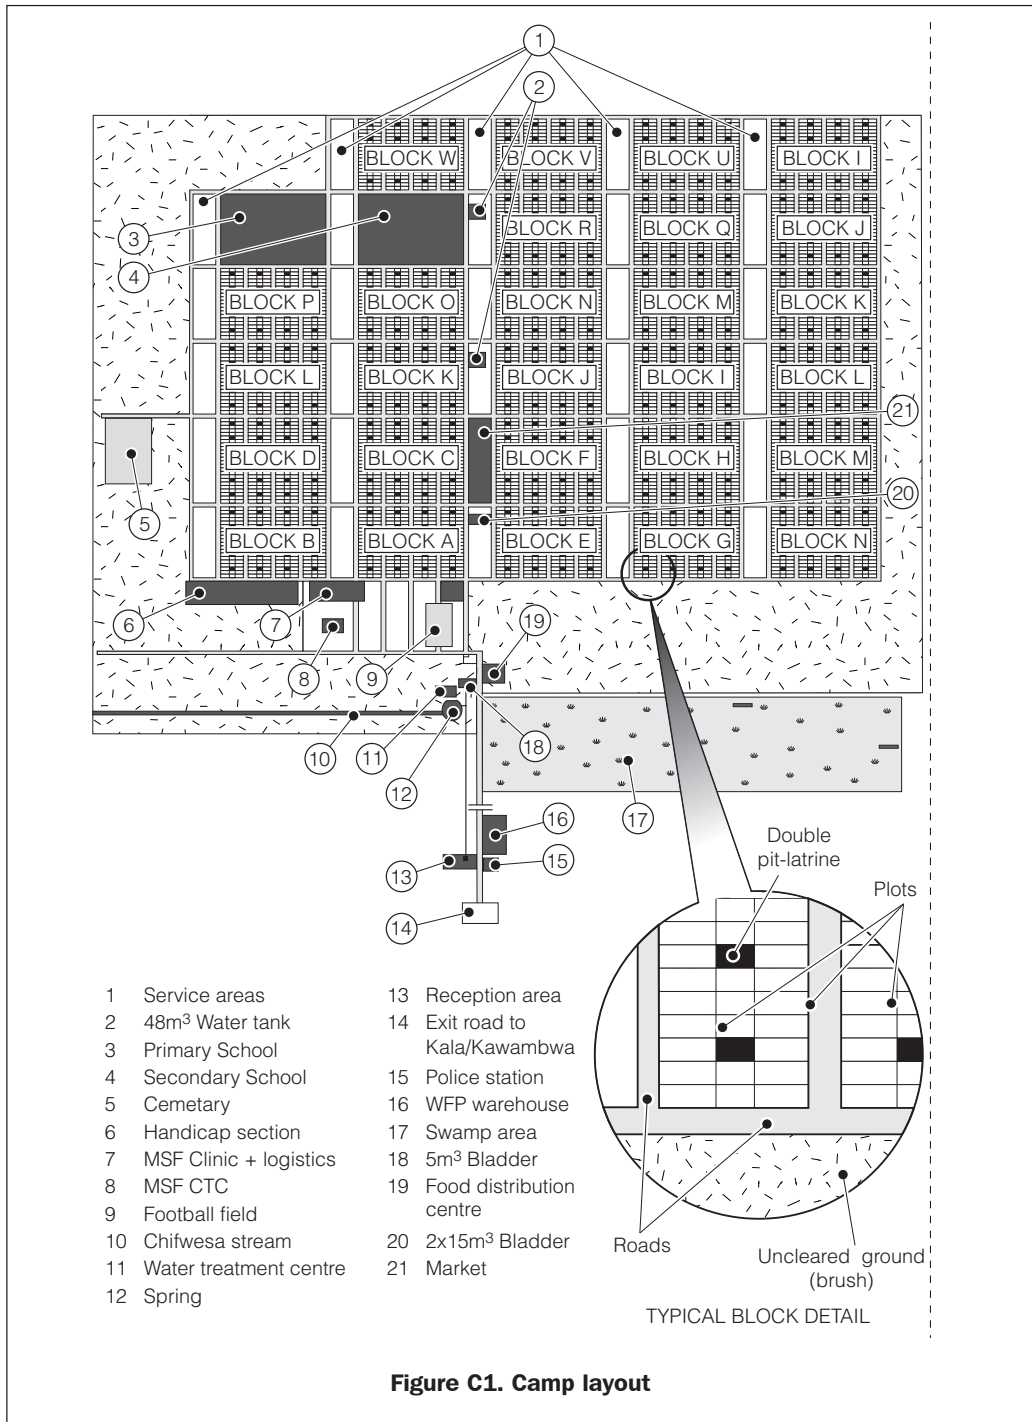 1
2
BLOCK W
BLOCK V
BLOCK U
BLOCK I
3
BLOCK R
BLOCK Q
BLOCK J
4
BLOCK P
BLOCK O
BLOCK N
BLOCK M
BLOCK K
BLOCK L
BLOCK K
BLOCK J
BLOCK I
BLOCK L
21
BLOCK D
BLOCK C
BLOCK F
BLOCK H
BLOCK M
20
5
BLOCK B
BLOCK A
BLOCK E
BLOCK G
BLOCK N
6
7
8
9
19
10
11
12
18
17
16
15
13
14
Double
pit-latrine
Plots
Roads
Uncleared ground
(brush)
TYPICAL BLOCK DETAIL
1 Service areas
2 48m³ Water tank
3 Primary School
4 Secondary School
5 Cemetary
6 Handicap section
7 MSF Clinic + logistics
8 MSF CTC
9 Football field
10 Chifwesa stream
11 Water treatment centre
12 Spring
13 Reception area
14 Exit road to
Kala/Kawambwa
15 Police station
16 WFP warehouse
17 Swamp area
18 5m³ Bladder
19 Food distribution
centre
20 2x15m³ Bladder
21 Market
Figure C1. Camp layout